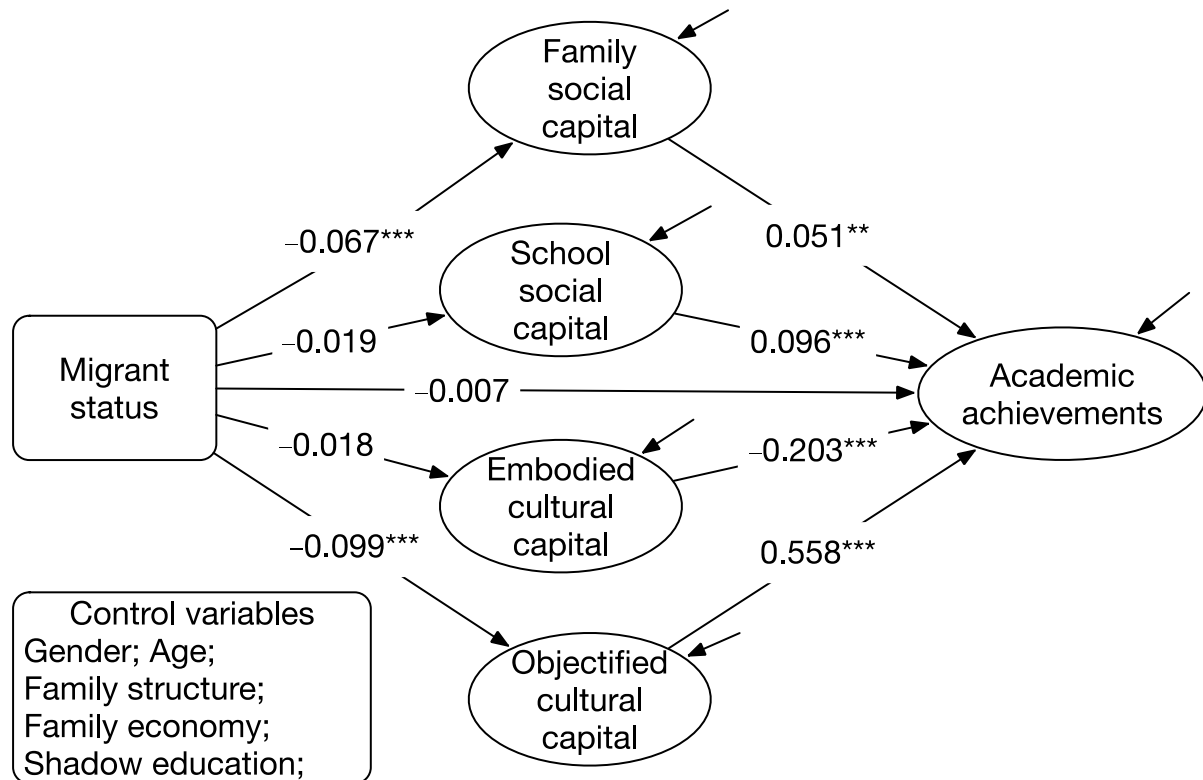 Family
social
capital
−0.067***
0.051**
School
social
capital
−0.019
0.096***
Migrant
status
−0.007
Academic
achievements
−0.018
−0.203***
Embodied
cultural
capital
−0.099***
0.558***
Control variables
Gender; Age;
Family structure;
Family economy;
Shadow education;
Objectified
cultural
capital